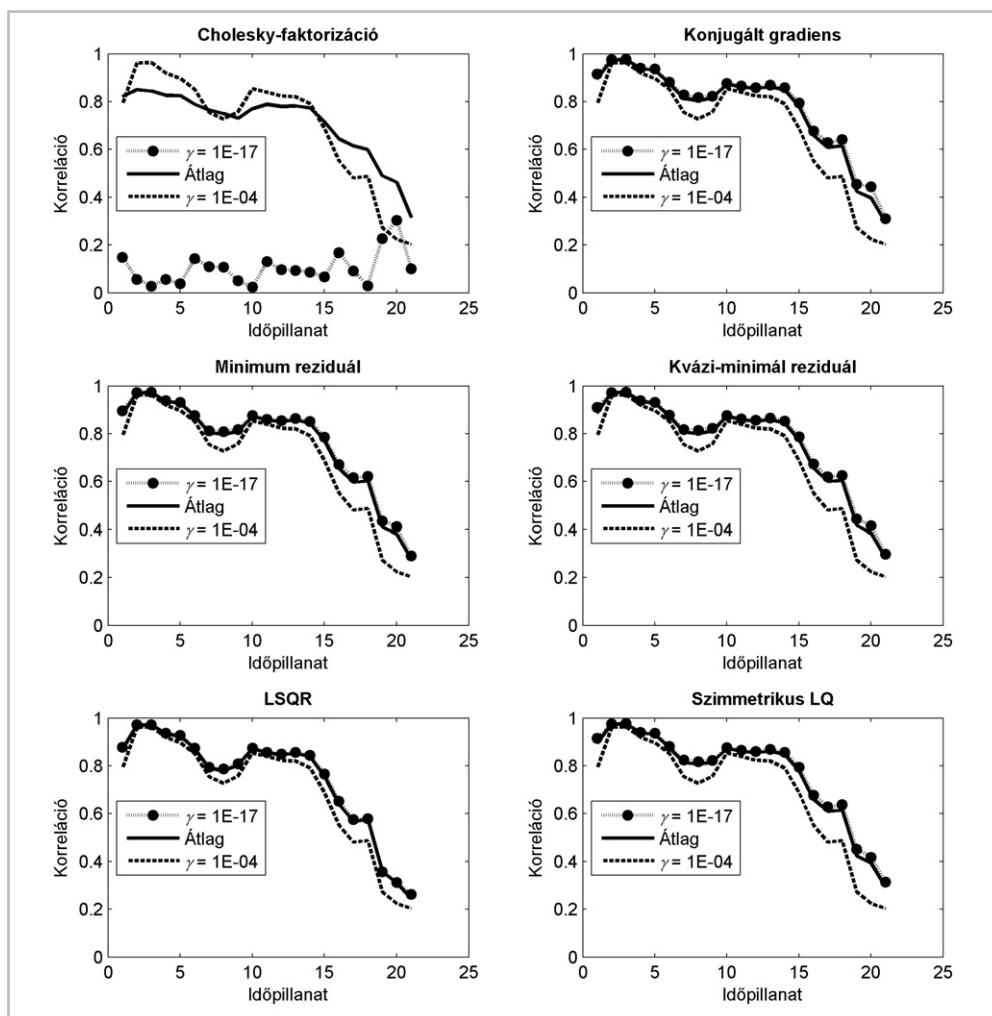 Cholesky-faktorizáció
Korreláció
1
0.8
0.6
0.4
0.2
0
γ = 1E-17
Átlag
γ = 1E-04
0 5 10 15 20 25
Időpillanat
Konjugált gradiens
Korreláció
1
0.8
0.6
0.4
0.2
0
γ = 1E-17
Átlag
γ = 1E-04
0 5 10 15 20 25
Időpillanat
Minimum reziduál
Korreláció
1
0.8
0.6
0.4
0.2
0
γ = 1E-17
Átlag
γ = 1E-04
0 5 10 15 20 25
Időpillanat
Kvázi-minimál reziduál
Korreláció
1
0.8
0.6
0.4
0.2
0
γ = 1E-17
Átlag
γ = 1E-04
0 5 10 15 20 25
Időpillanat
LSQR
Korreláció
1
0.8
0.6
0.4
0.2
0
γ = 1E-17
Átlag
γ = 1E-04
0 5 10 15 20 25
Időpillanat
Szimmetrikus LQ
Korreláció
1
0.8
0.6
0.4
0.2
0
γ = 1E-17
Átlag
γ = 1E-04
0 5 10 15 20 25
Időpillanat